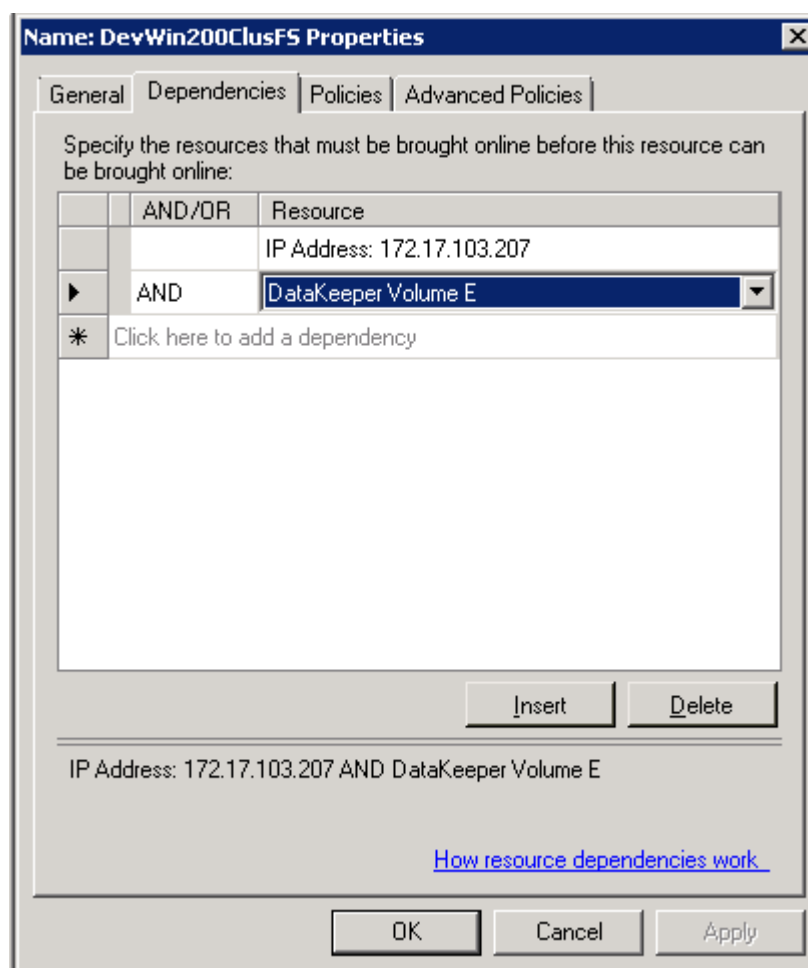 Name: DevWin200ClusFS Properties
General Dependencies Policies Advanced Policies
Specify the resources that must be brought online before this resource can
be brought online:
AND/OR Resource
IP Address: 172.17.103.207
AND DataKeeper Volume E
Click here to add a dependency
Insert Delete
IP Address: 172.17.103.207 AND DataKeeper Volume E
How resource dependencies work
OK Cancel Apply